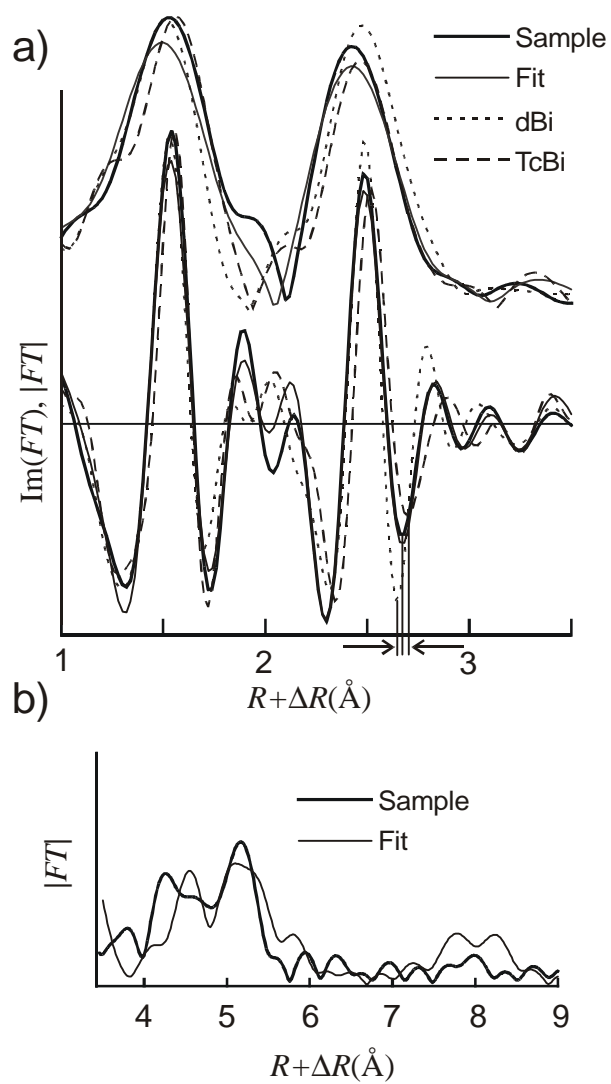 a)
Sample
Fit
dBi
TcBi
Im(FT), |FT|
1 2 3
R+ΔR(Å)
b)
Sample
Fit
|FT|
4 5 6 7 8 9
R+ΔR(Å)